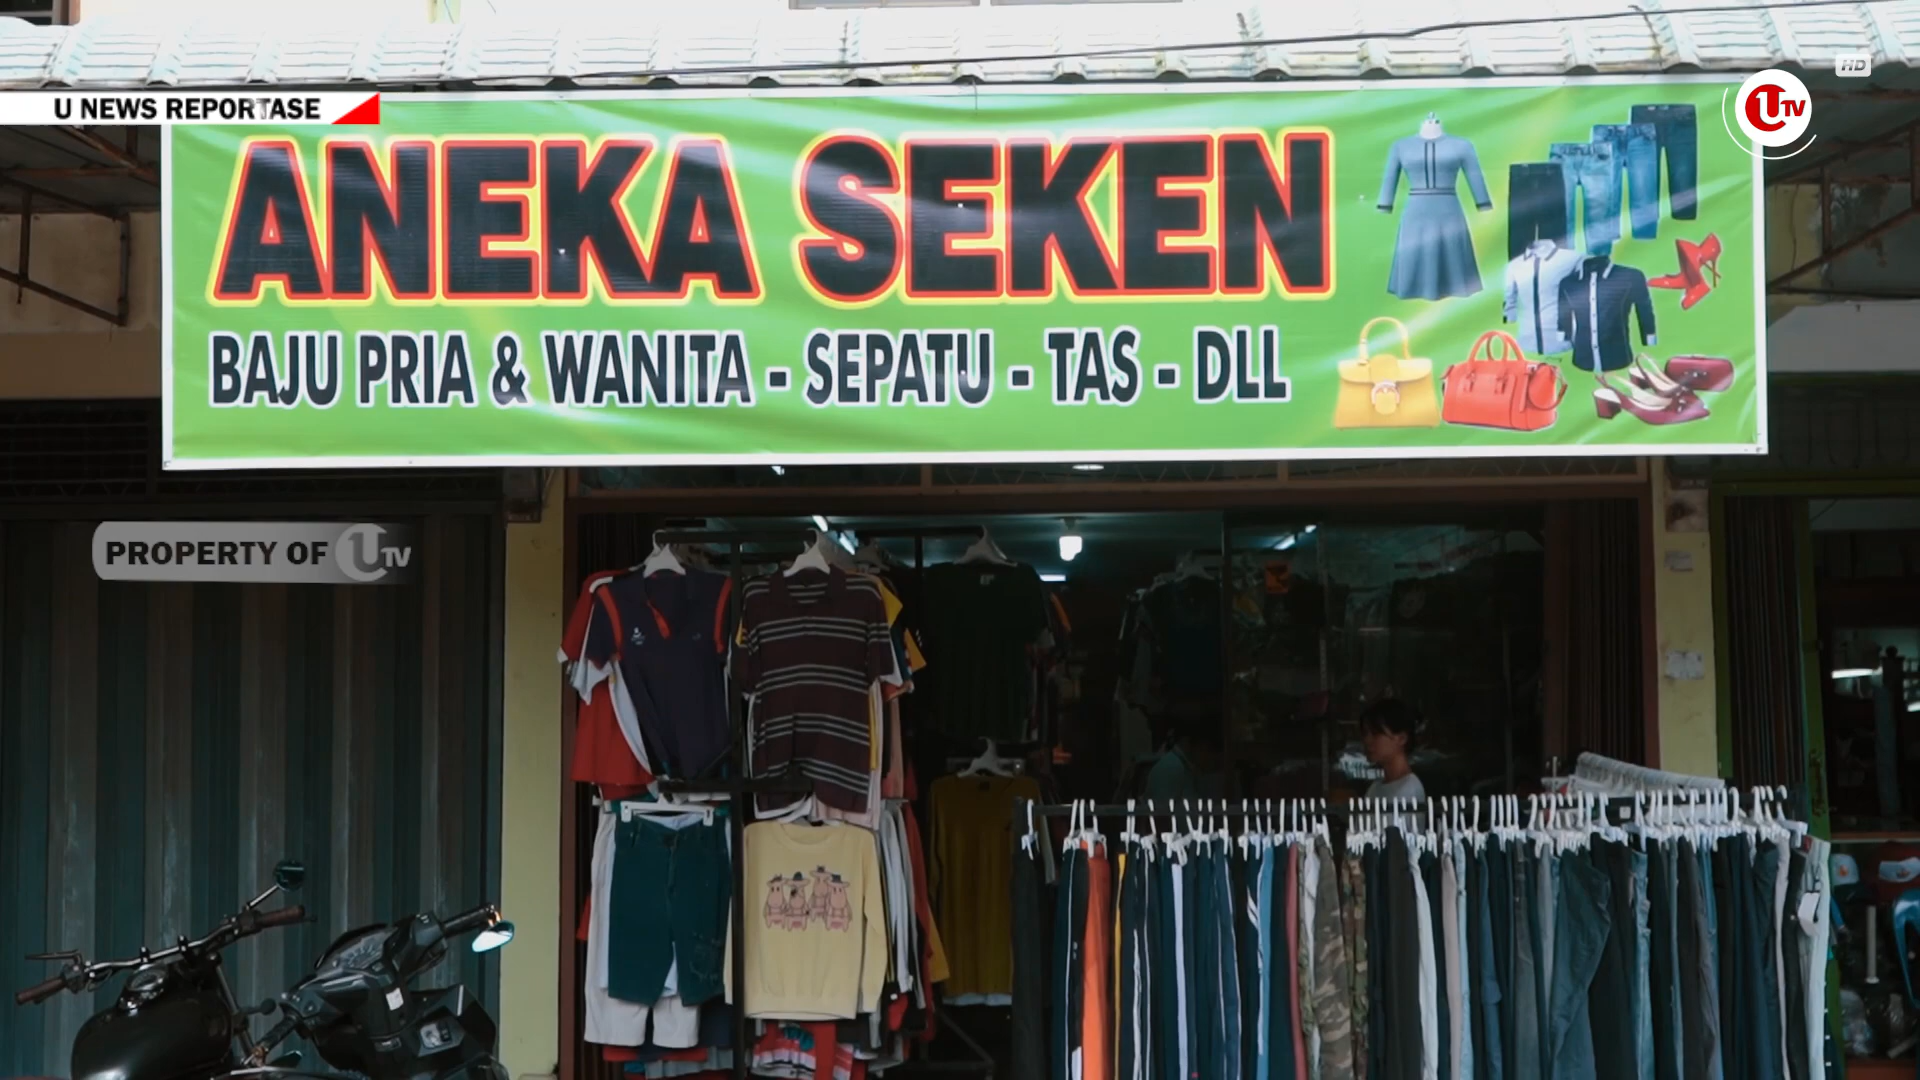 HD
U NEWS REPORTASE
UTV
ANEKA SEKEN
BAJU PRIA & WANITA - SEPATU - TAS - DLL
PROPERTY OF UTV